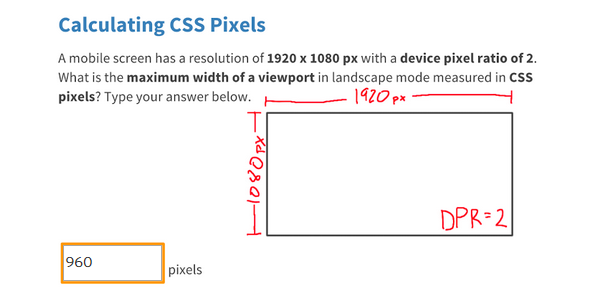 Calculating CSS Pixels
A mobile screen has a resolution of 1920 x 1080 px with a device pixel ratio of 2.
What is the maximum width of a viewport in landscape mode measured in CSS
pixels? Type your answer below.
1920 px
1080 px
DPR=2
960
pixels